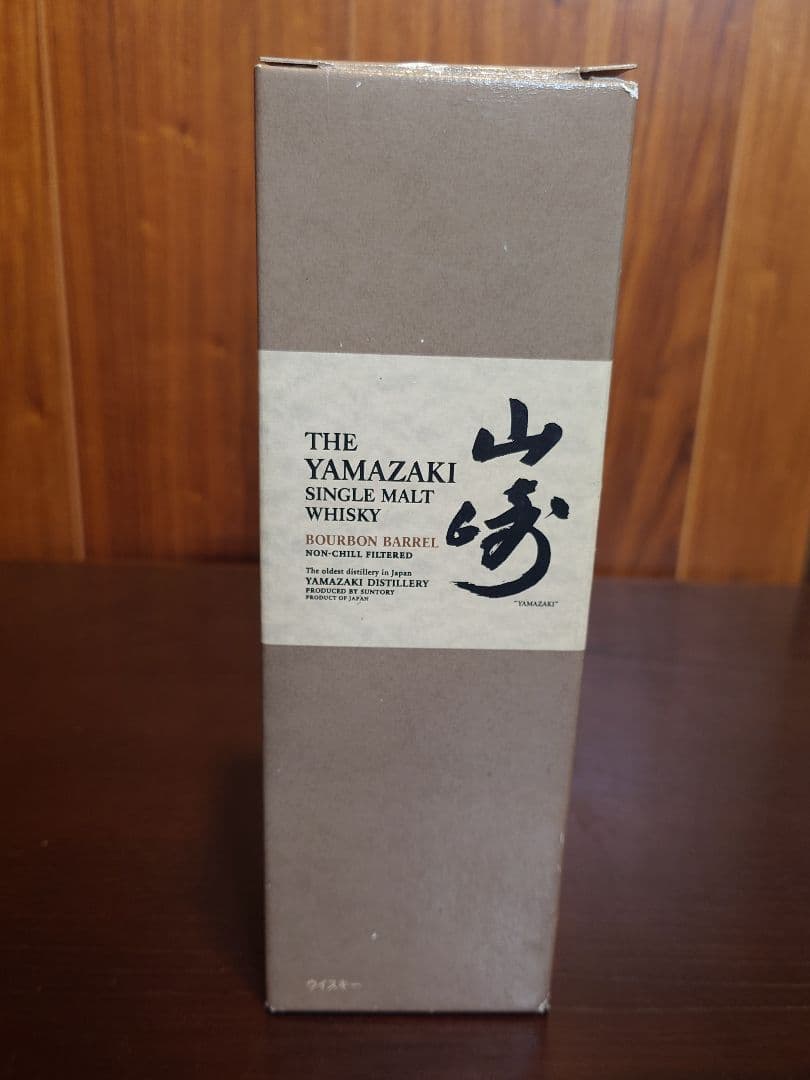 THE
YAMAZAKI
SINGLE MALT
WHISKY
BOURBON BARREL
NON-CHILL FILTERED
The oldest distillery in Japan
YAMAZAKI DISTILLERY
PRODUCED BY SUNTORY
PRODUCT OF JAPAN
山崎
"YAMAZAKI"
ウイスキー